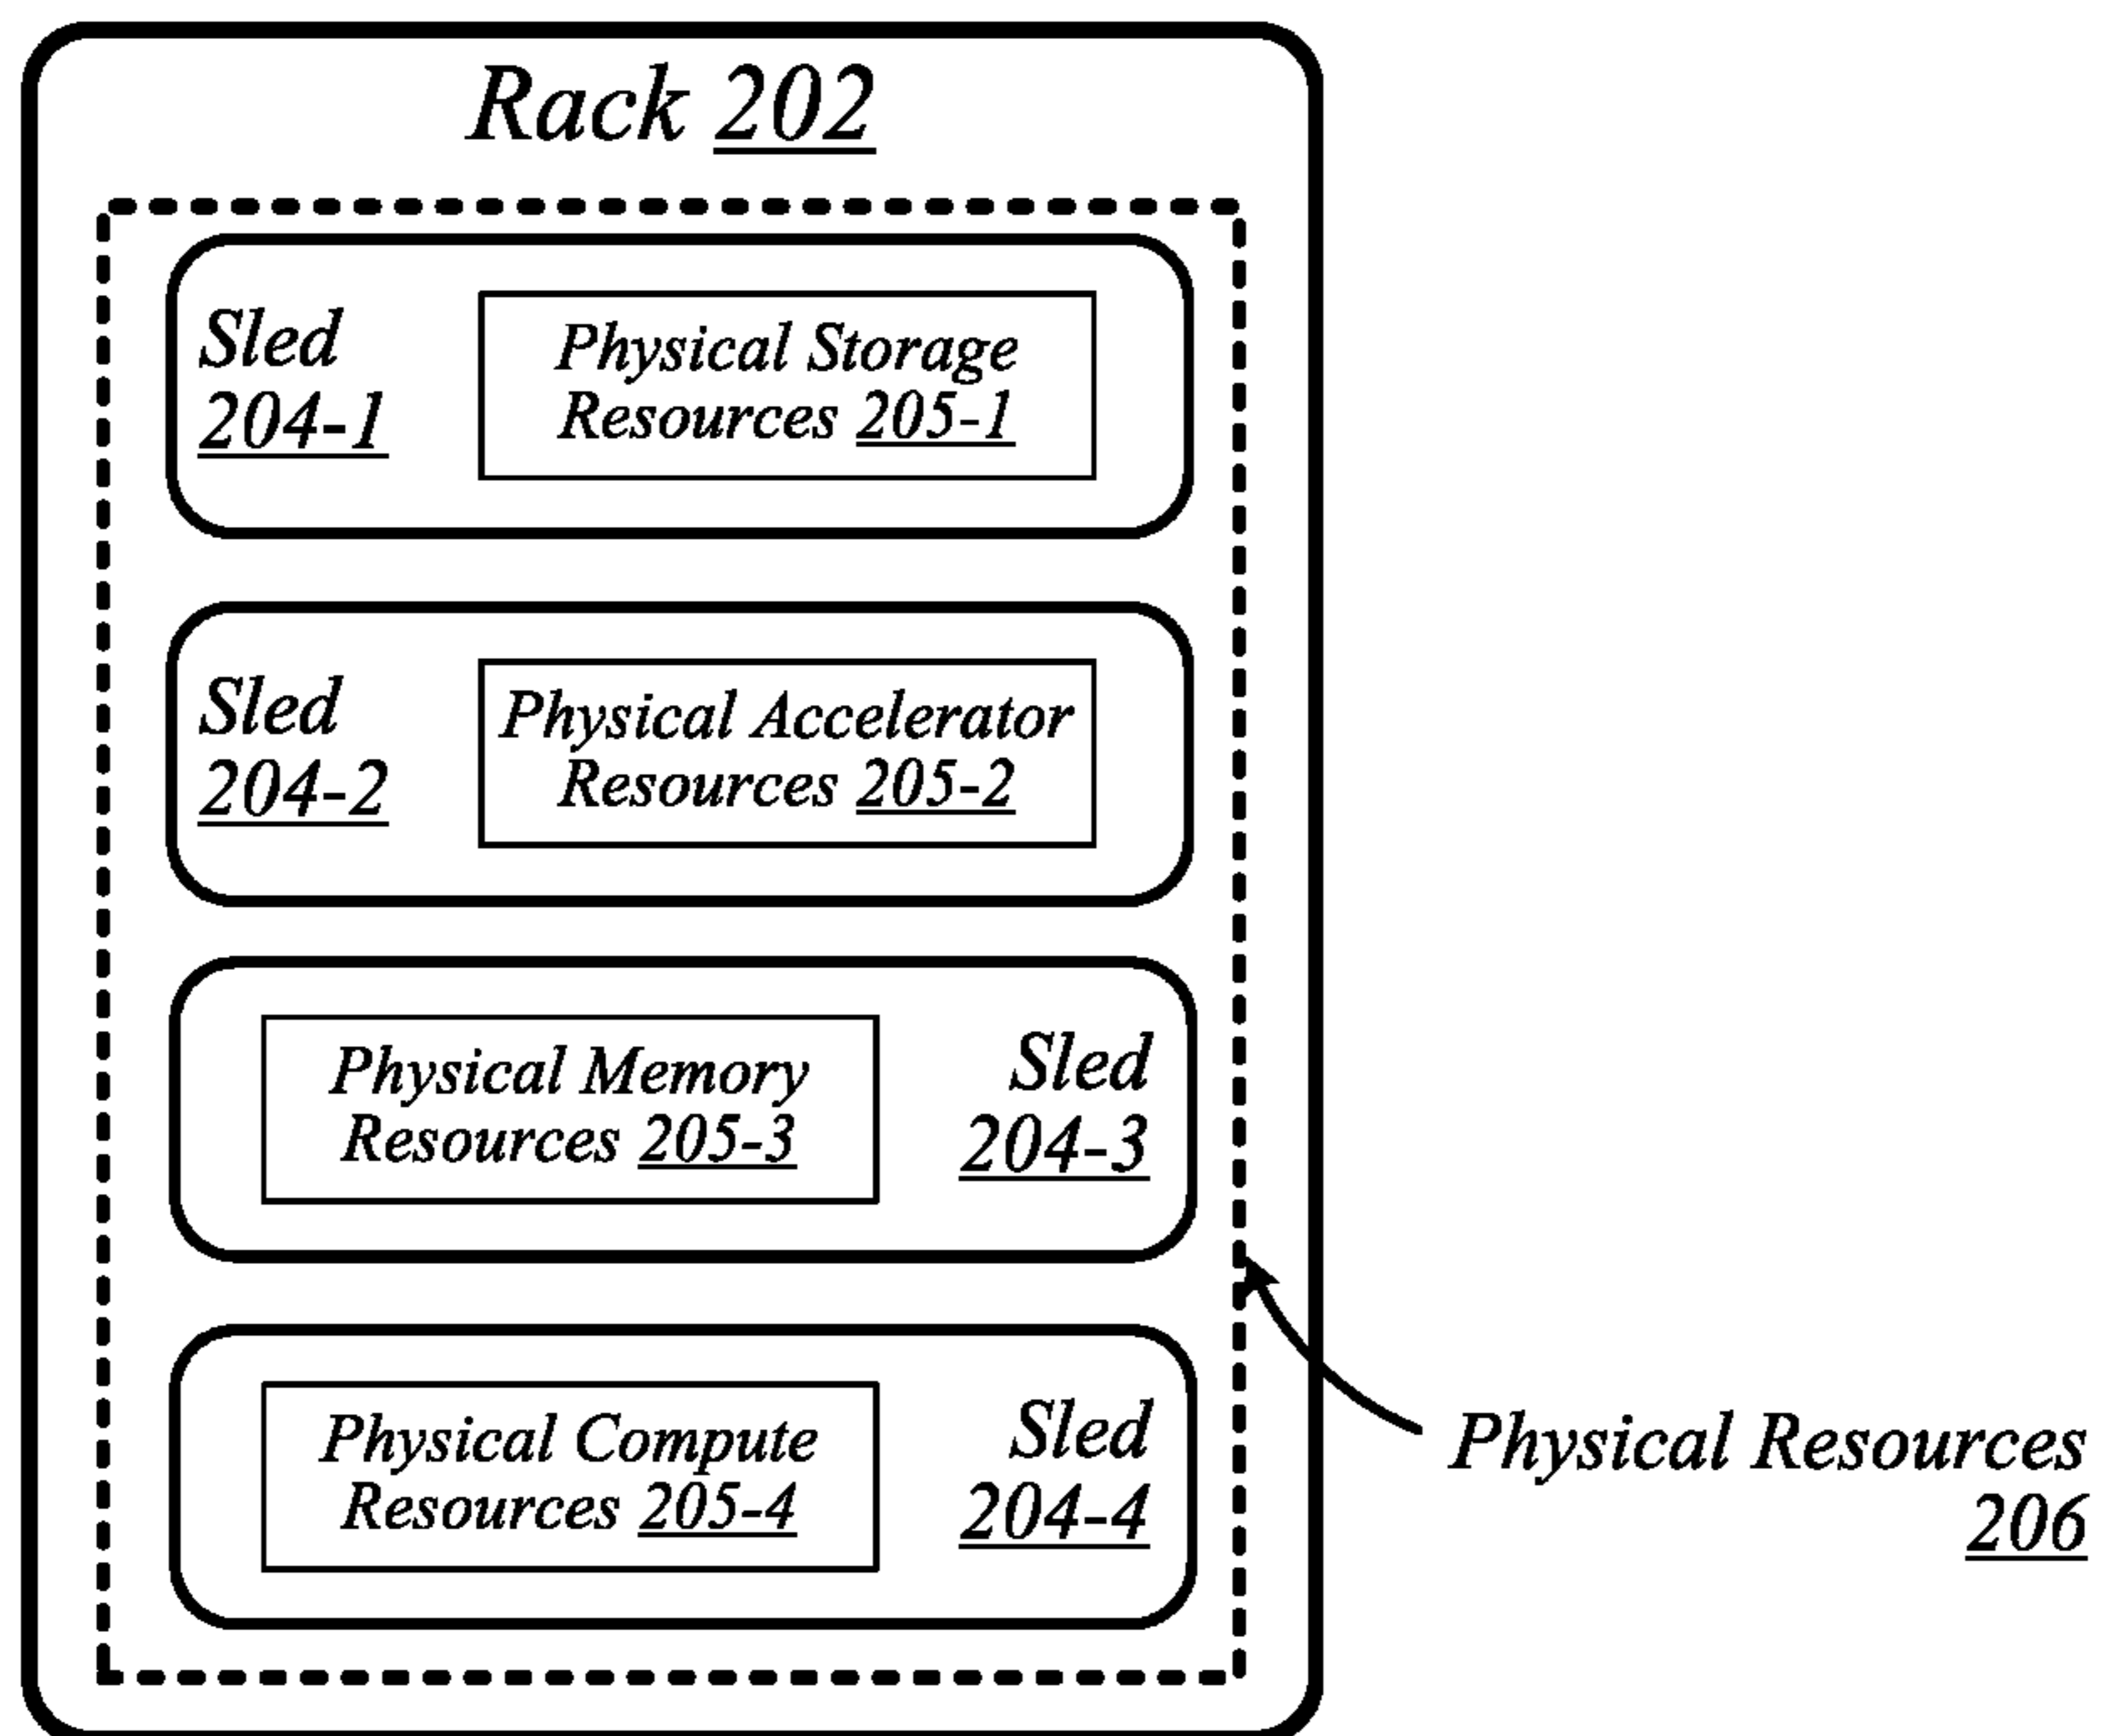 Rack 202
Sled
204-1
Physical Storage
Resources 205-1
Sled
204-2
Physical Accelerator
Resources 205-2
Physical Memory
Resources 205-3
Sled
204-3
Physical Compute
Resources 205-4
Sled
204-4
Physical Resources
206